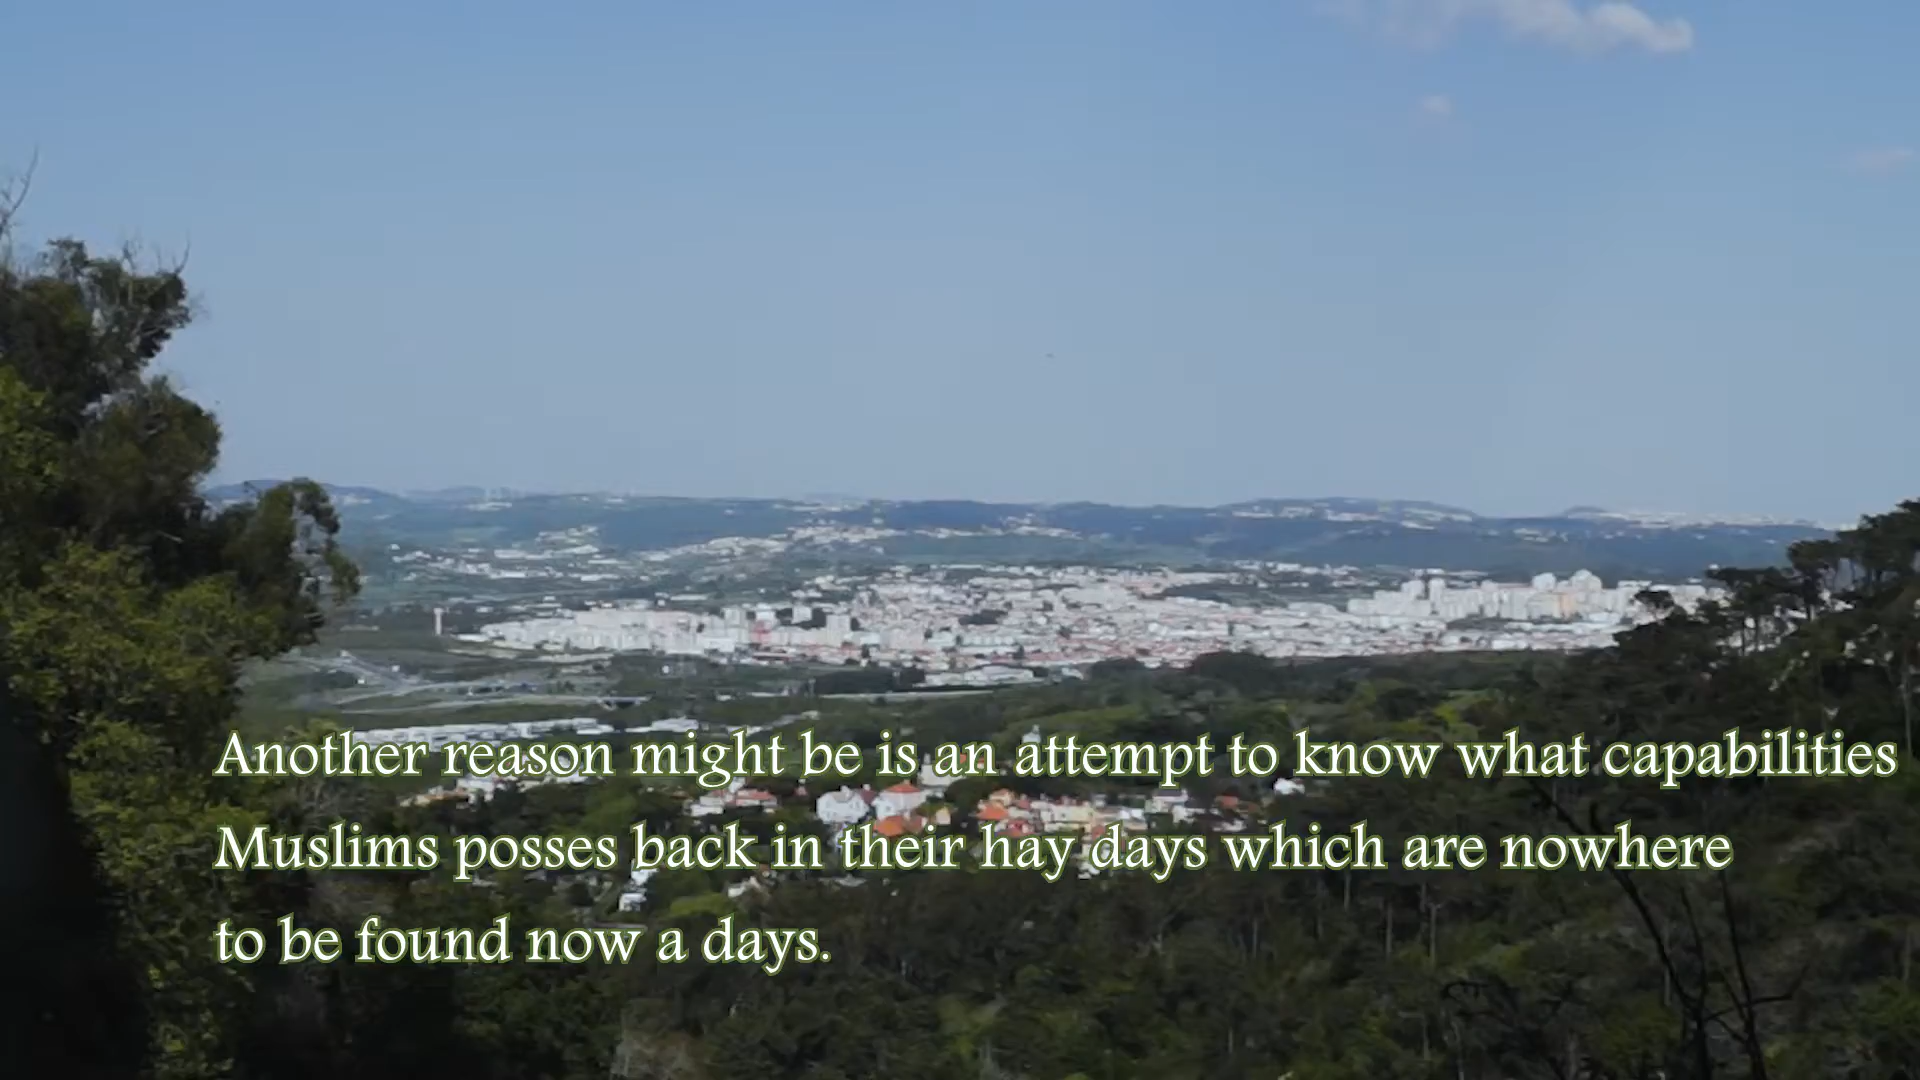 Another reason might be is an attempt to know what capabilities
Muslims posses back in their hay days which are nowhere
to be found now a days.